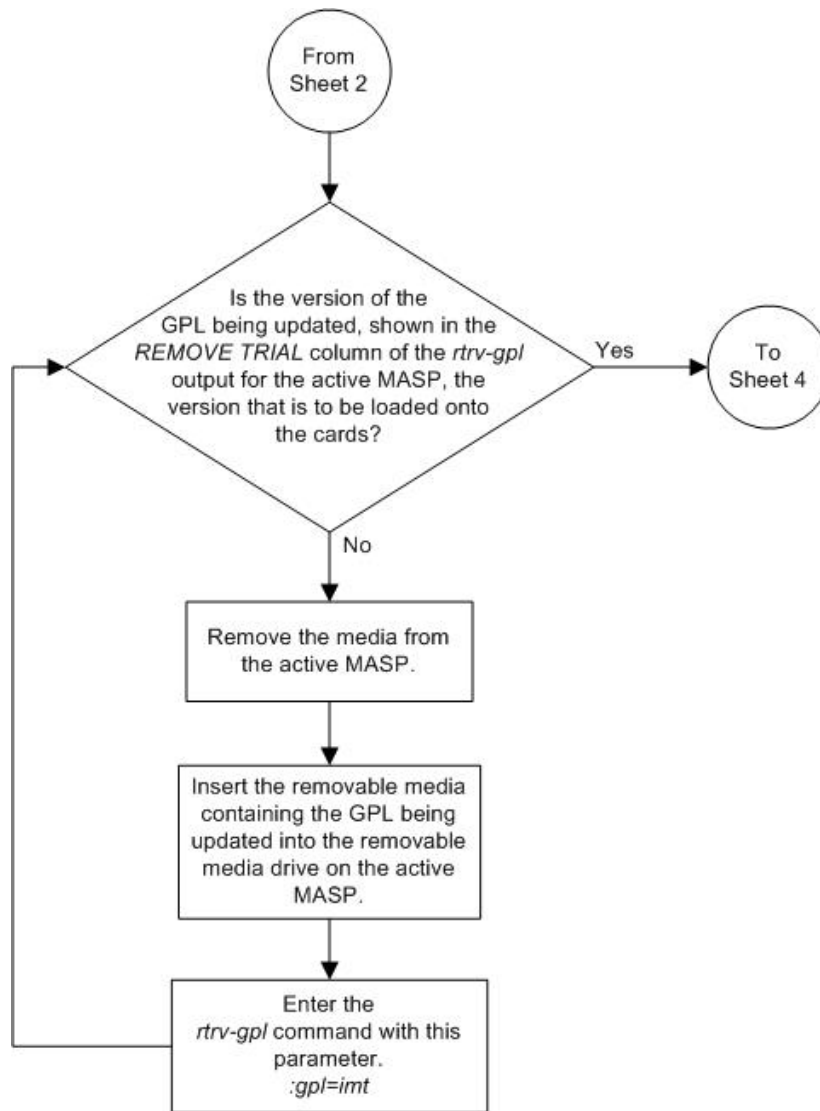 From
Sheet 2
Is the version of the
GPL being updated, shown in the
REMOVE TRIAL column of the rtrv-gpl
output for the active MASP, the
version that is to be loaded onto
the cards?
Yes
To
Sheet 4
No
Remove the media from
the active MASP.
Insert the removable media
containing the GPL being
updated into the removable
media drive on the active
MASP.
Enter the
rtrv-gpl command with this
parameter.
:gpl=imt